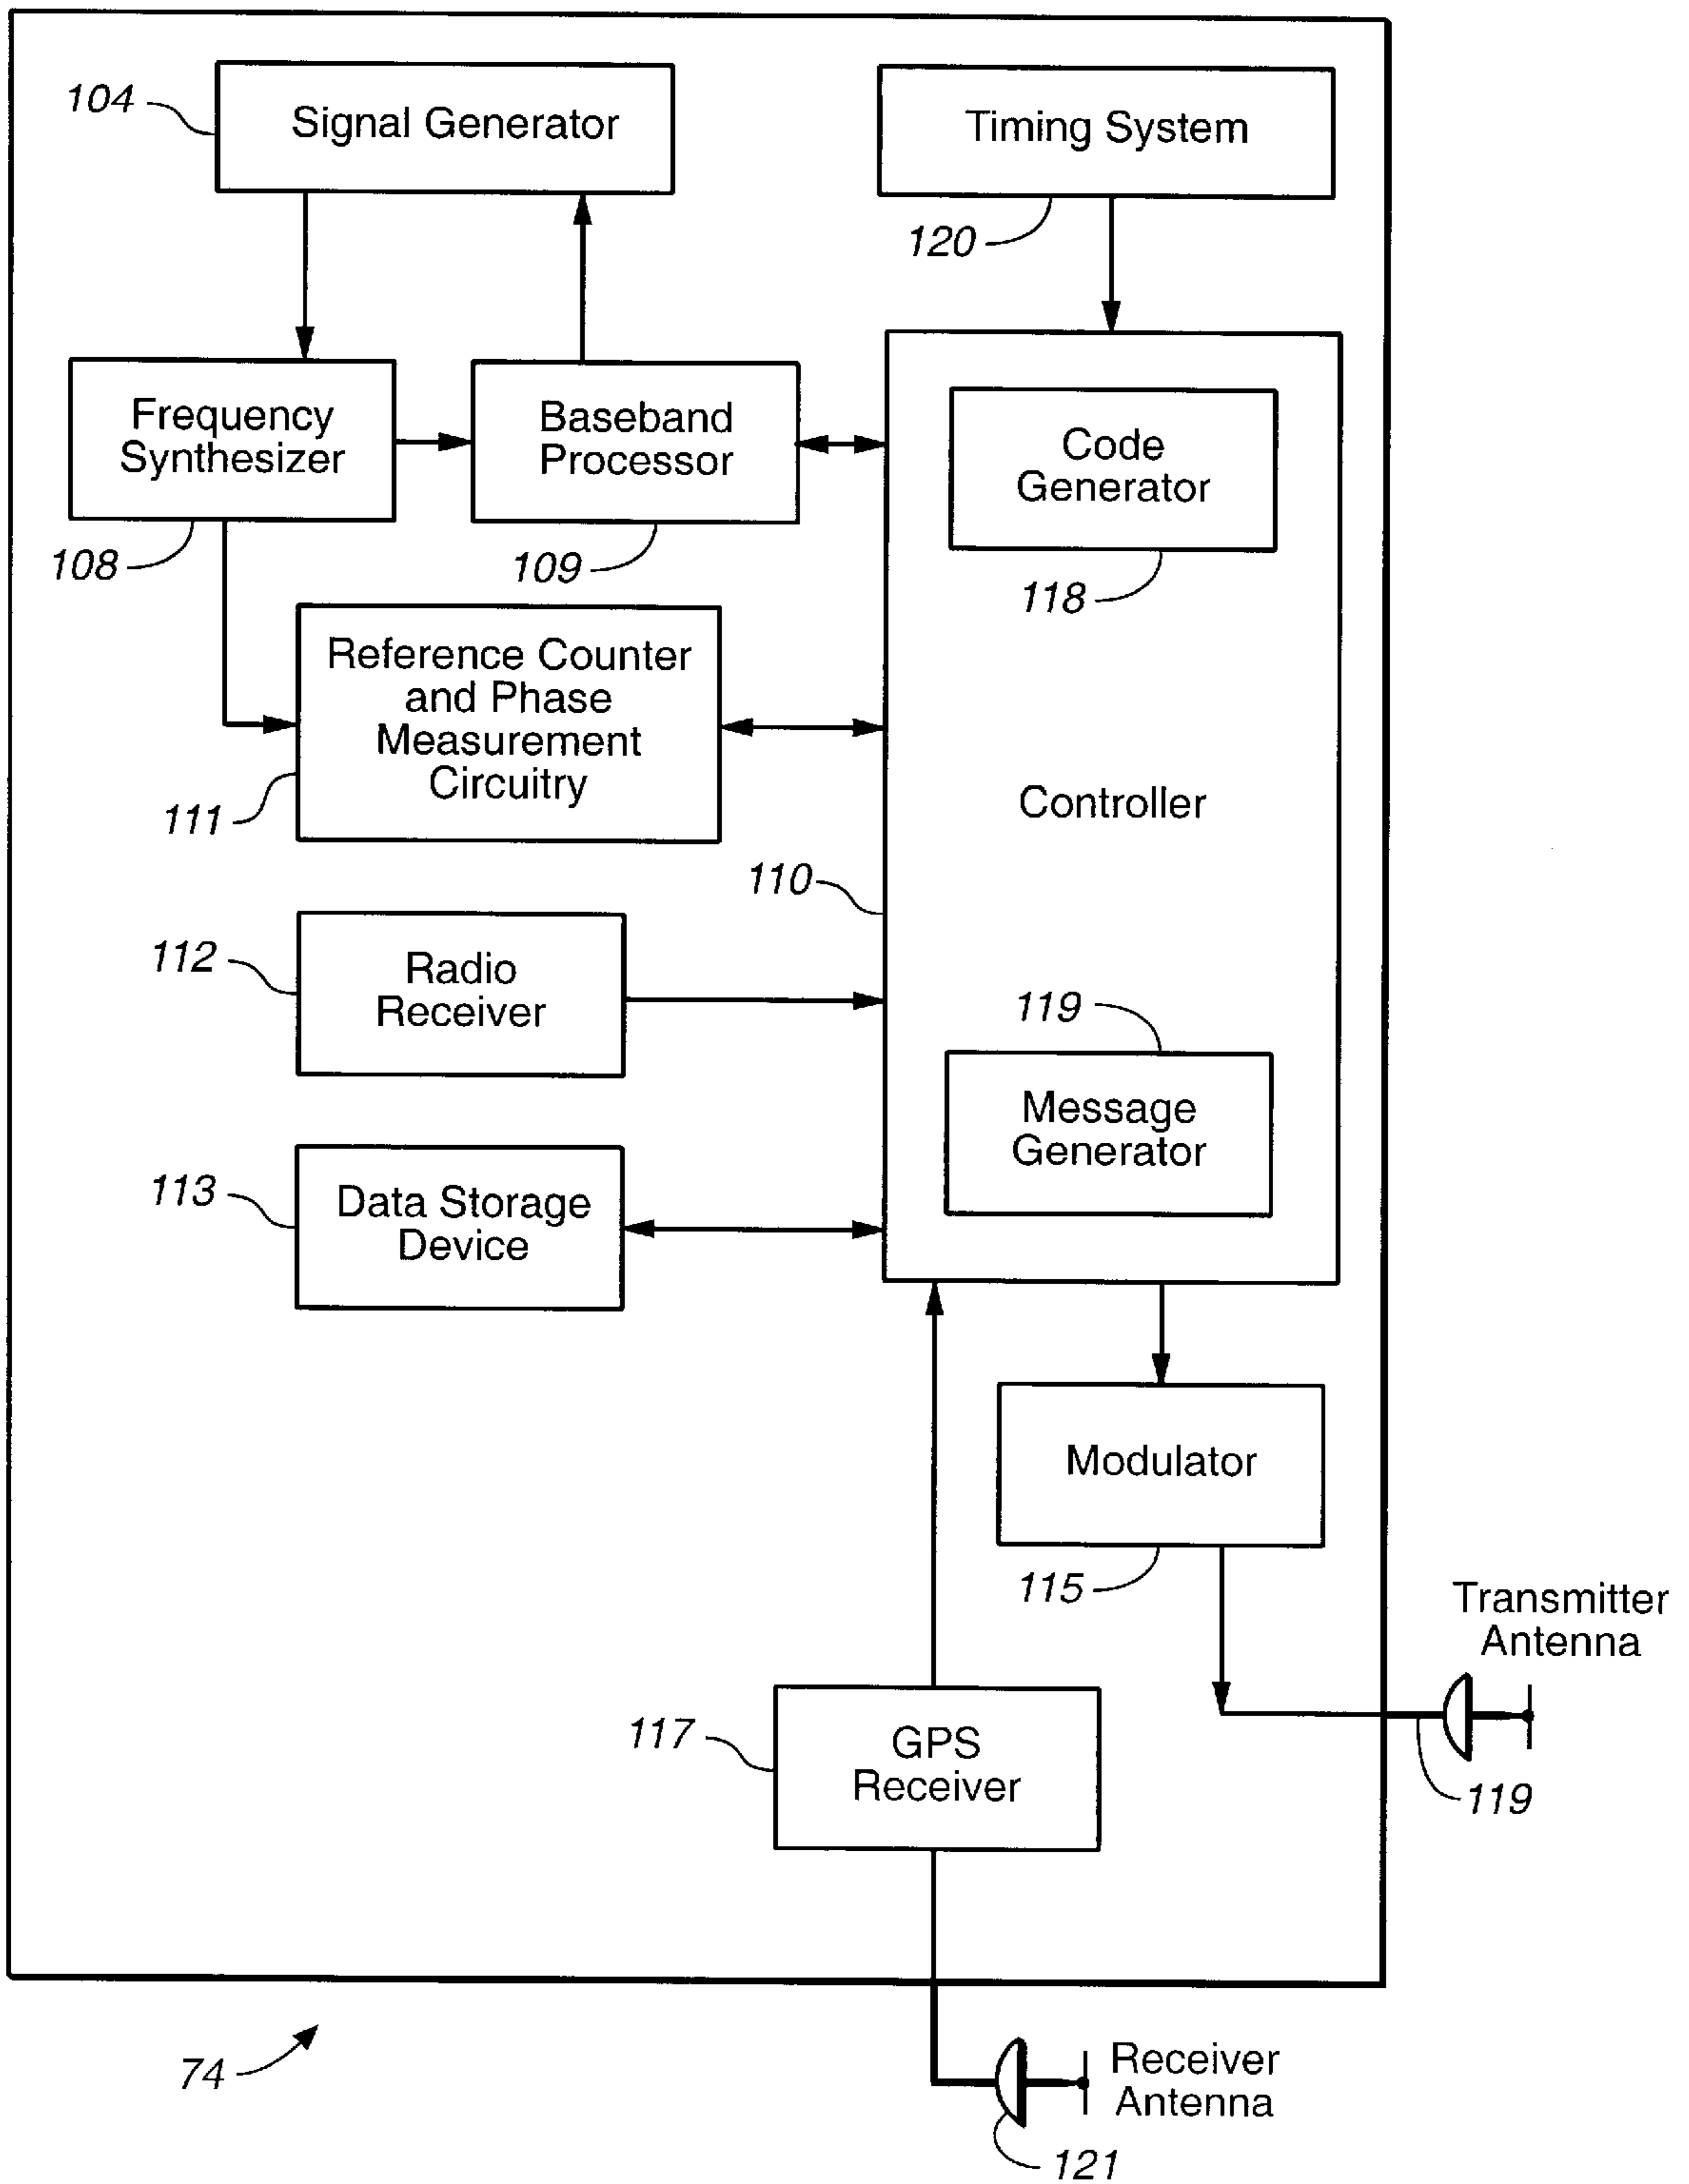 104
Signal Generator
Timing System
120
Frequency
Synthesizer
108
Baseband
Processor
109
Code
Generator
118
Reference Counter
and Phase
Measurement
Circuitry
111
Controller
110
112
Radio
Receiver
119
Message
Generator
113
Data Storage
Device
Modulator
115
Transmitter
Antenna
119
117
GPS
Receiver
74
Receiver
Antenna
121